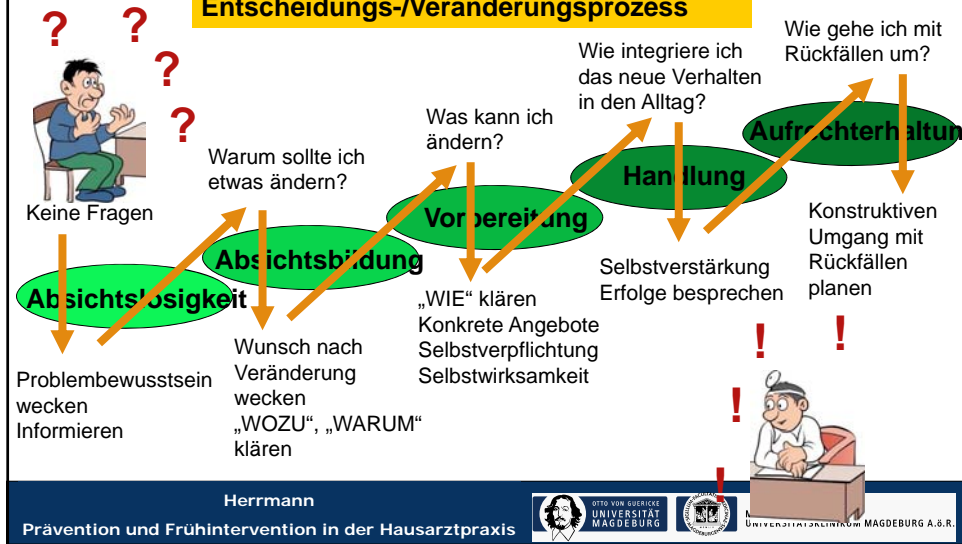 Entscheidungs-/Veränderungsprozess
? ? ? ?
Keine Fragen
Absichtslosigkeit
Problembewusstsein
wecken
Informieren
Warum sollte ich
etwas ändern?
Absichtsbildung
Wunsch nach
Veränderung
wecken
„WOZU“, „WARUM“
klären
Was kann ich
ändern?
Vorbereitung
„WIE“ klären
Konkrete Angebote
Selbstverpflichtung
Selbstwirksamkeit
Wie integriere ich
das neue Verhalten
in den Alltag?
Handlung
Selbstverstärkung
Erfolge besprechen
Wie gehe ich mit
Rückfällen um?
Aufrechterhaltun
Konstruktiven
Umgang mit
Rückfällen
planen
! ! ! !
Herrmann
Prävention und Frühintervention in der Hausarztpraxis
OTTO VON GUERICKE
UNIVERSITÄT
MAGDEBURG
UNIVERSITÄTSKLINIKUM MAGDEBURG A.ö.R.